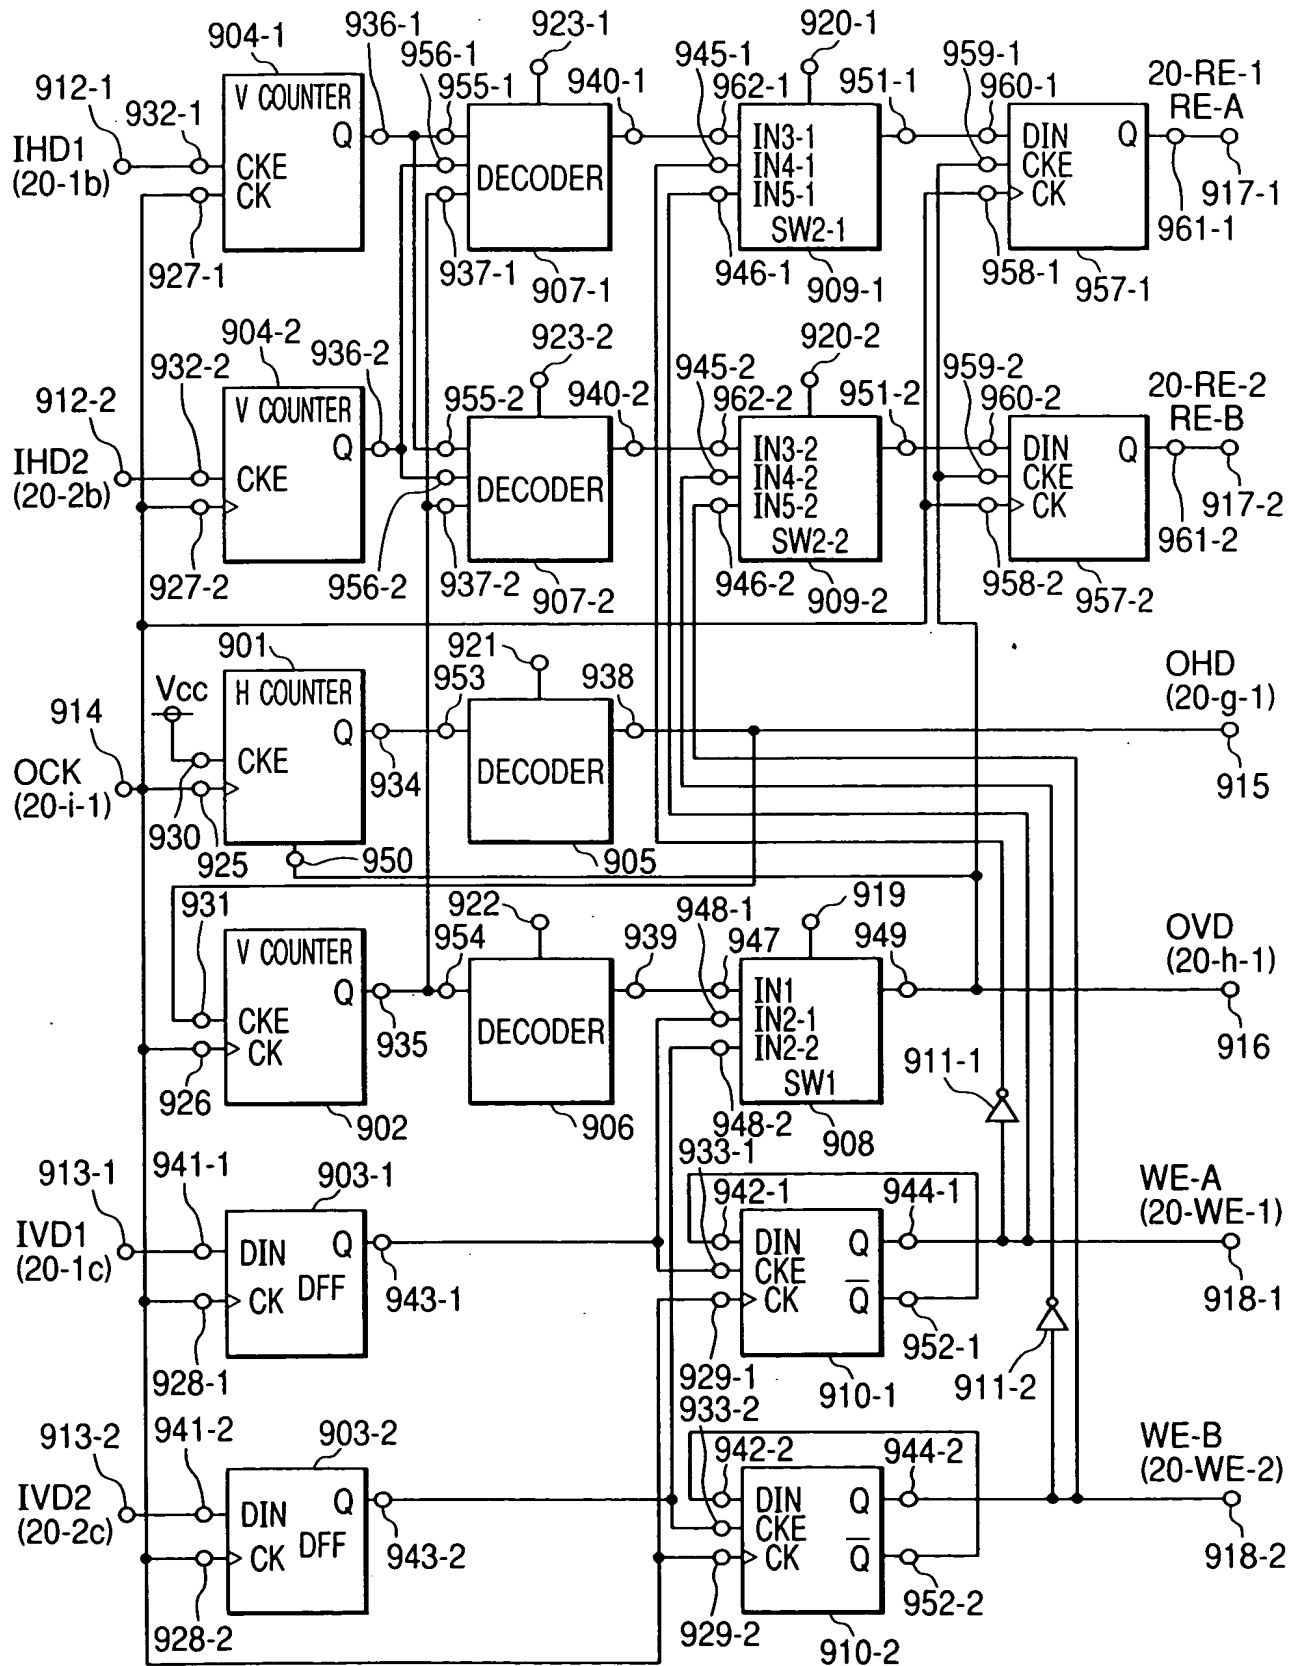 904-1 936-1 923-1 920-1
956-1 945-1 959-1
912-1 932-1 955-1 940-1 962-1 951-1 960-1 20-RE-1
RE-A
V COUNTER
IHD1
(20-1b)
Q
CKE
CK
DECODER
IN3-1
IN4-1
IN5-1
SW2-1
DIN Q
CKE
CK
917-1
961-1
927-1 937-1 946-1 958-1
907-1 909-1 957-1
904-2 936-2 923-2 920-2
932-2 945-2 959-2
912-2 955-2 940-2 962-2 951-2 960-2 20-RE-2
RE-B
V COUNTER
IHD2
(20-2b)
Q
CKE
DECODER
IN3-2
IN4-2
IN5-2
SW2-2
DIN Q
CKE
CK
917-2
961-2
927-2 956-2 937-2 946-2 958-2
907-2 909-2 957-2
901 921
Vcc 953 938 OHD
(20-g-1)
914
H COUNTER
Q
CKE
DECODER
OCK
(20-i-1)
934 915
930 925 950 905
931 922 948-1 919
954 939 947 949 OVD
(20-h-1)
V COUNTER
Q
CKE
CK
DECODER
IN1
IN2-1
IN2-2
SW1
935 916
926 911-1
902 906 948-2 908
933-1
913-1 941-1 903-1 942-1 944-1 WE-A
(20-WE-1)
IVD1
(20-1c)
DIN Q
DFF
CK
DIN Q
CKE
CK Q
943-1 918-1
928-1 929-1 952-1
910-1 911-2
933-2
913-2 941-2 903-2 942-2 944-2 WE-B
(20-WE-2)
IVD2
(20-2c)
DIN Q
DFF
CK
DIN Q
CKE
CK Q
943-2 918-2
928-2 929-2 952-2
910-2